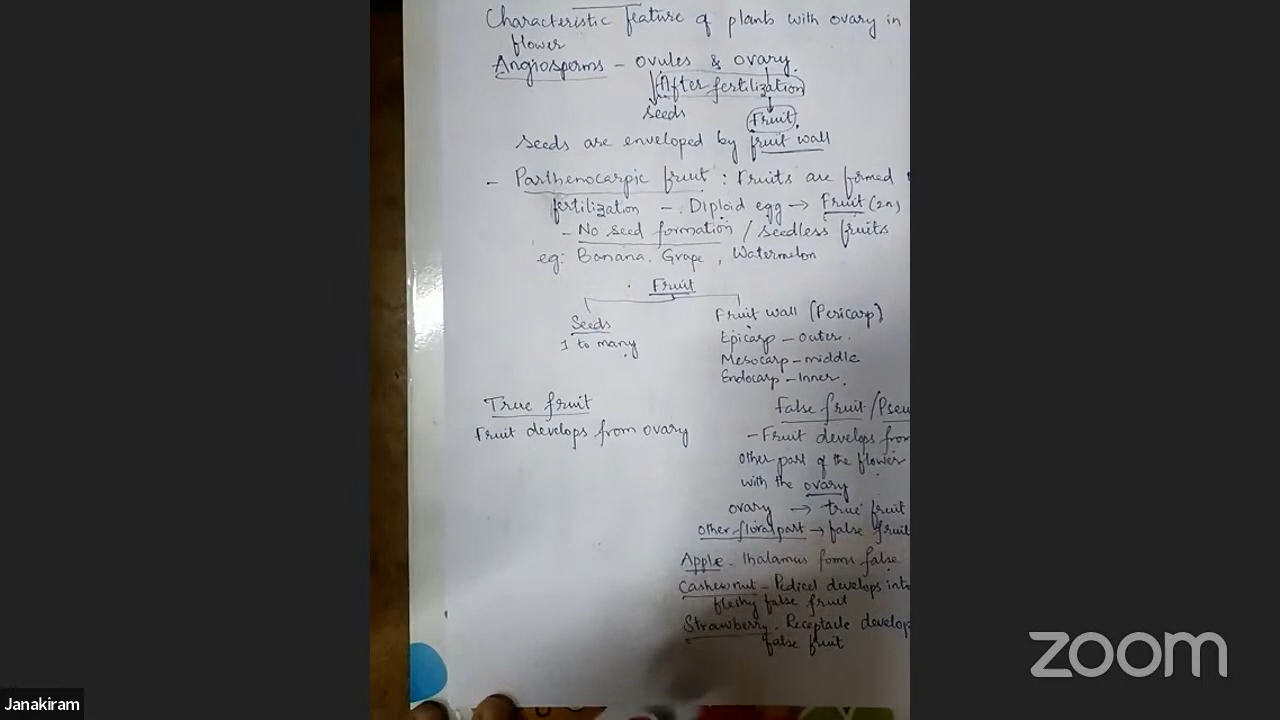 Characteristic feature of plants with ovary in
flower
Angiosperms - ovules & ovary.
After fertilization
Seeds
Fruit.
Seeds are enveloped by fruit wall
- Parthenocarpic fruit : Fruits are formed
fertilization - Diploid egg → Fruit (2n)
- No seed formation / seedless fruits
eg: Banana, Grape, Watermelon
Fruit
Seeds
1 to many
Fruit wall (Pericarp)
Epicarp - outer.
Mesocarp - middle
Endocarp - Inner.
True fruit
Fruit develops from ovary
False fruit / Pseu
- Fruit develops from
other part of the flower
with the ovary
ovary → true fruit
Other floral part → false fruit
Apple - Thalamus forms false
Cashewnut - Pedicel develops into
fleshy false fruit
Strawberry - Receptacle develop
false fruit
zoom
Janakiram